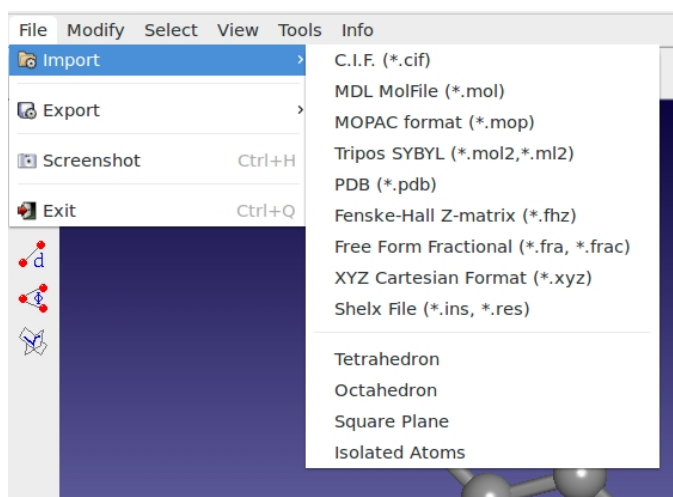 File Modify Select View Tools Info
Import
Export
Screenshot Ctrl+H
Exit Ctrl+Q
C.I.F. (*.cif)
MDL MolFile (*.mol)
MOPAC format (*.mop)
Tripos SYBYL (*.mol2,*.ml2)
PDB (*.pdb)
Fenske-Hall Z-matrix (*.fhz)
Free Form Fractional (*.fra, *.frac)
XYZ Cartesian Format (*.xyz)
Shelx File (*.ins, *.res)
Tetrahedron
Octahedron
Square Plane
Isolated Atoms
d
Φ